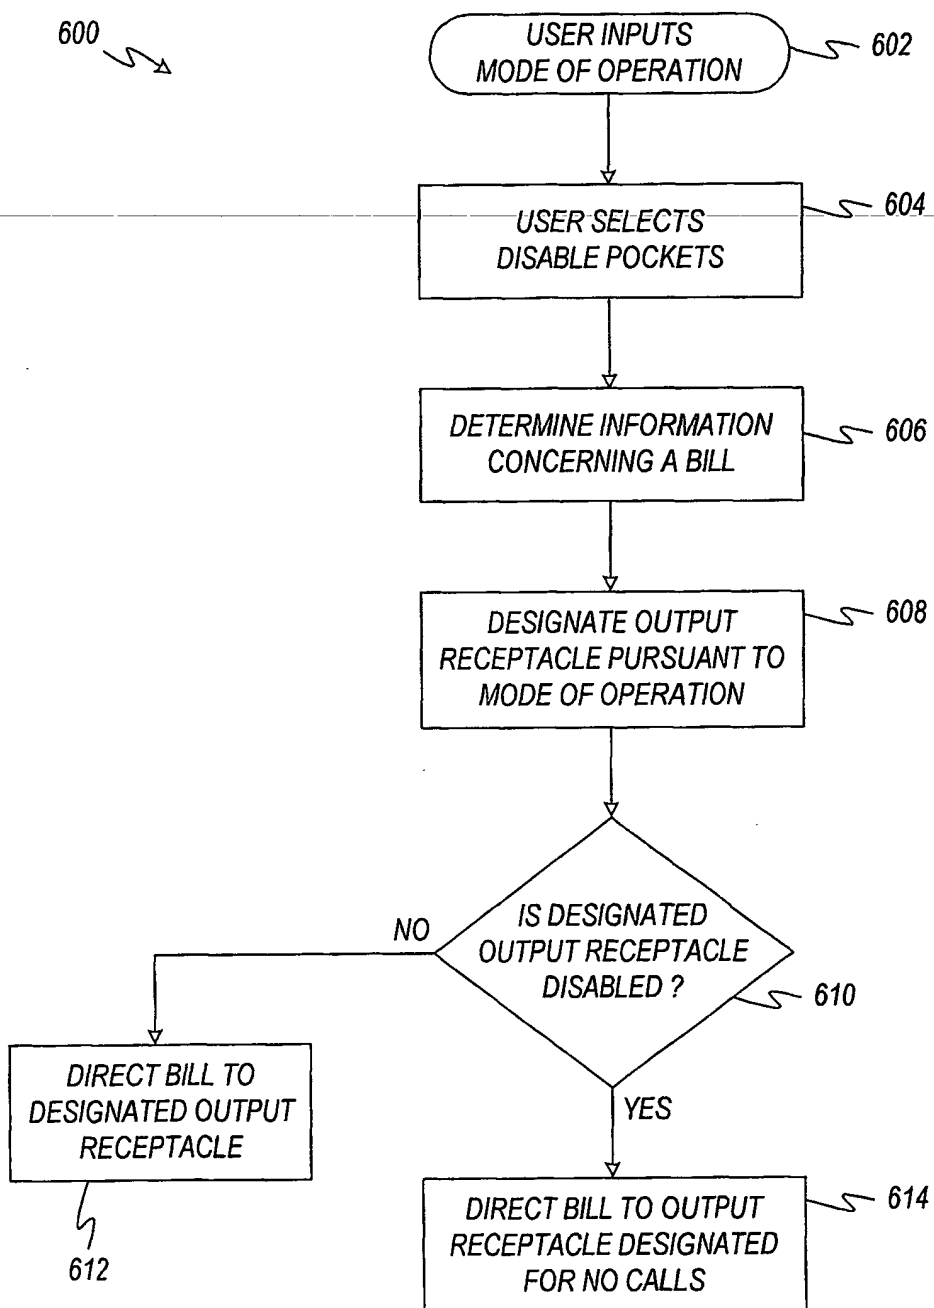 600
USER INPUTS
MODE OF OPERATION
602
USER SELECTS
DISABLE POCKETS
604
DETERMINE INFORMATION
CONCERNING A BILL
606
DESIGNATE OUTPUT
RECEPTACLE PURSUANT TO
MODE OF OPERATION
608
IS DESIGNATED
OUTPUT RECEPTACLE
DISABLED ?
610
NO
YES
DIRECT BILL TO
DESIGNATED OUTPUT
RECEPTACLE
612
DIRECT BILL TO OUTPUT
RECEPTACLE DESIGNATED
FOR NO CALLS
614